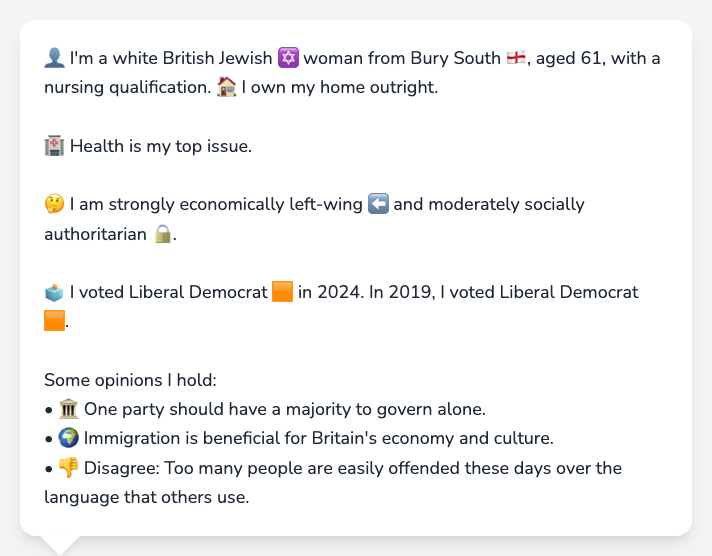 👤 I'm a white British Jewish ✡️ woman from Bury South 🏴󠁧󠁢󠁥󠁮󠁧󠁿, aged 61, with a
nursing qualification. 🏠 I own my home outright.
🏥 Health is my top issue.
🤔 I am strongly economically left-wing ⬅️ and moderately socially
authoritarian 🔒.
🗳️ I voted Liberal Democrat 🟧 in 2024. In 2019, I voted Liberal Democrat
🟧.
Some opinions I hold:
• 🏛️ One party should have a majority to govern alone.
• 🌍 Immigration is beneficial for Britain's economy and culture.
• 👎 Disagree: Too many people are easily offended these days over the
language that others use.